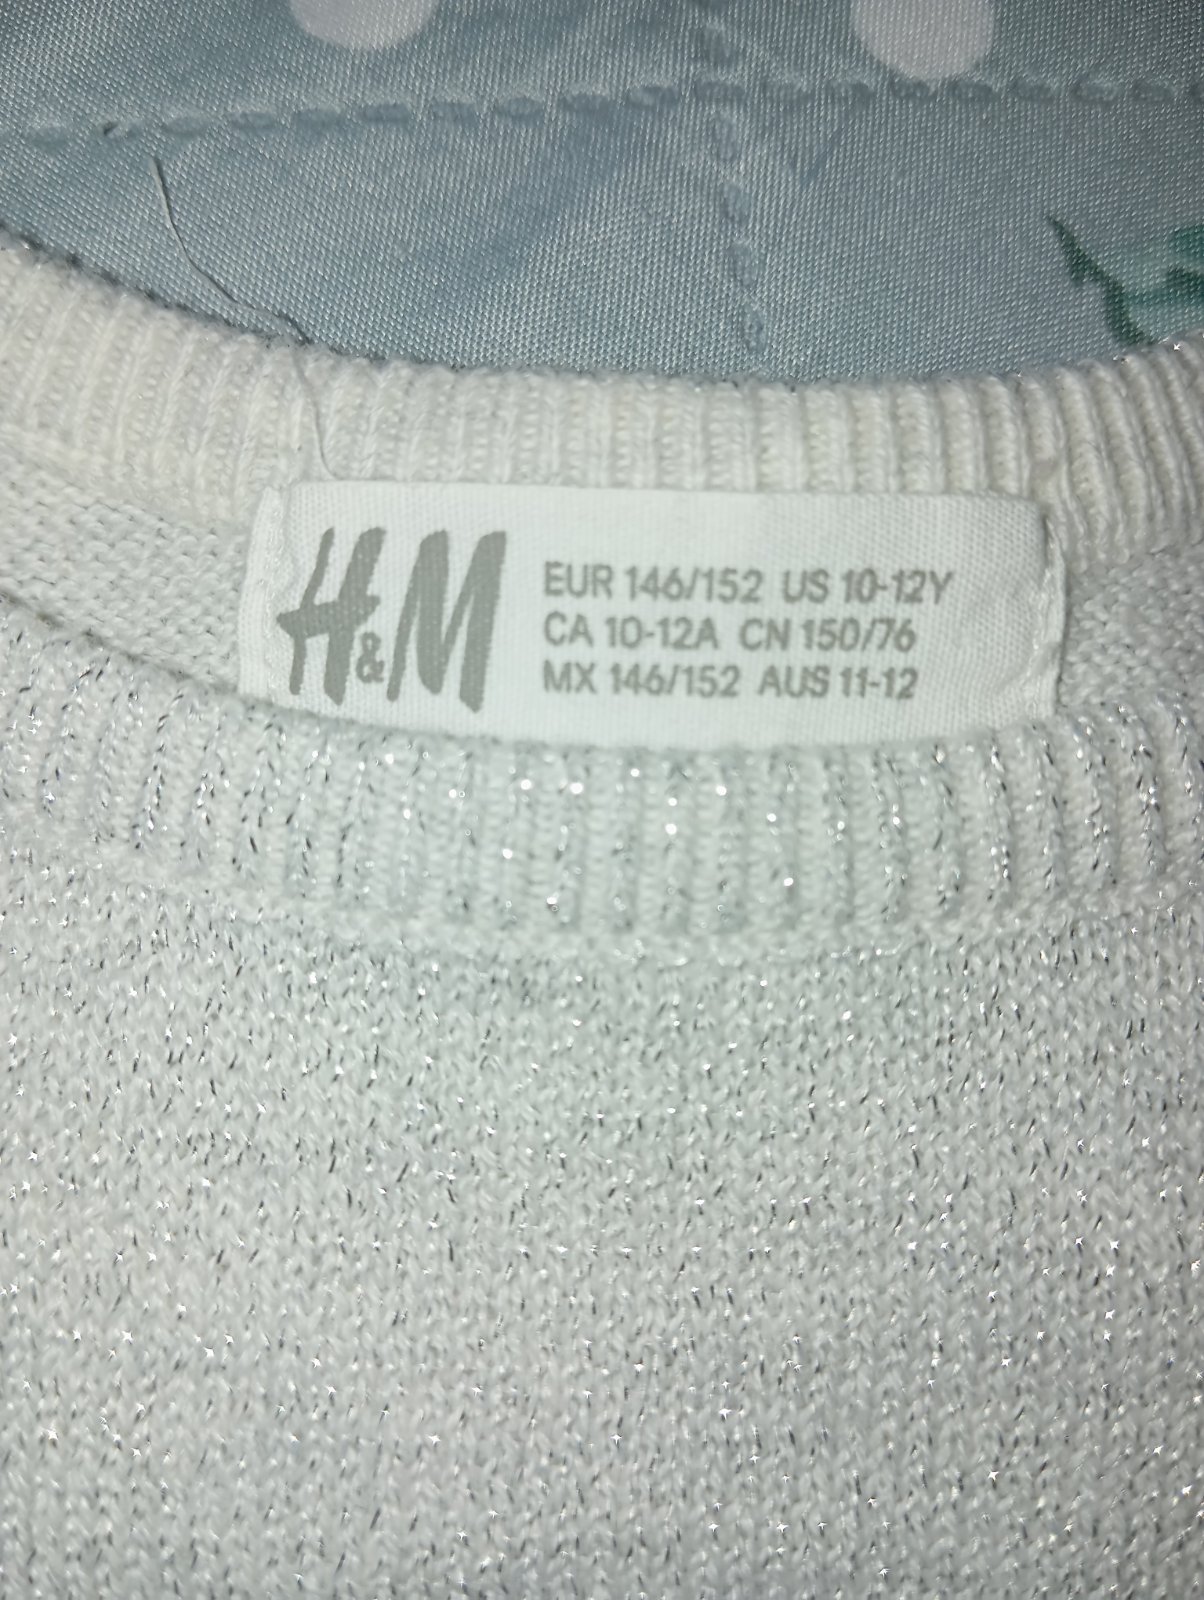 H&M
EUR 146/152 US 10-12Y
CA 10-12A CN 150/76
MX 146/152 AUS 11-12